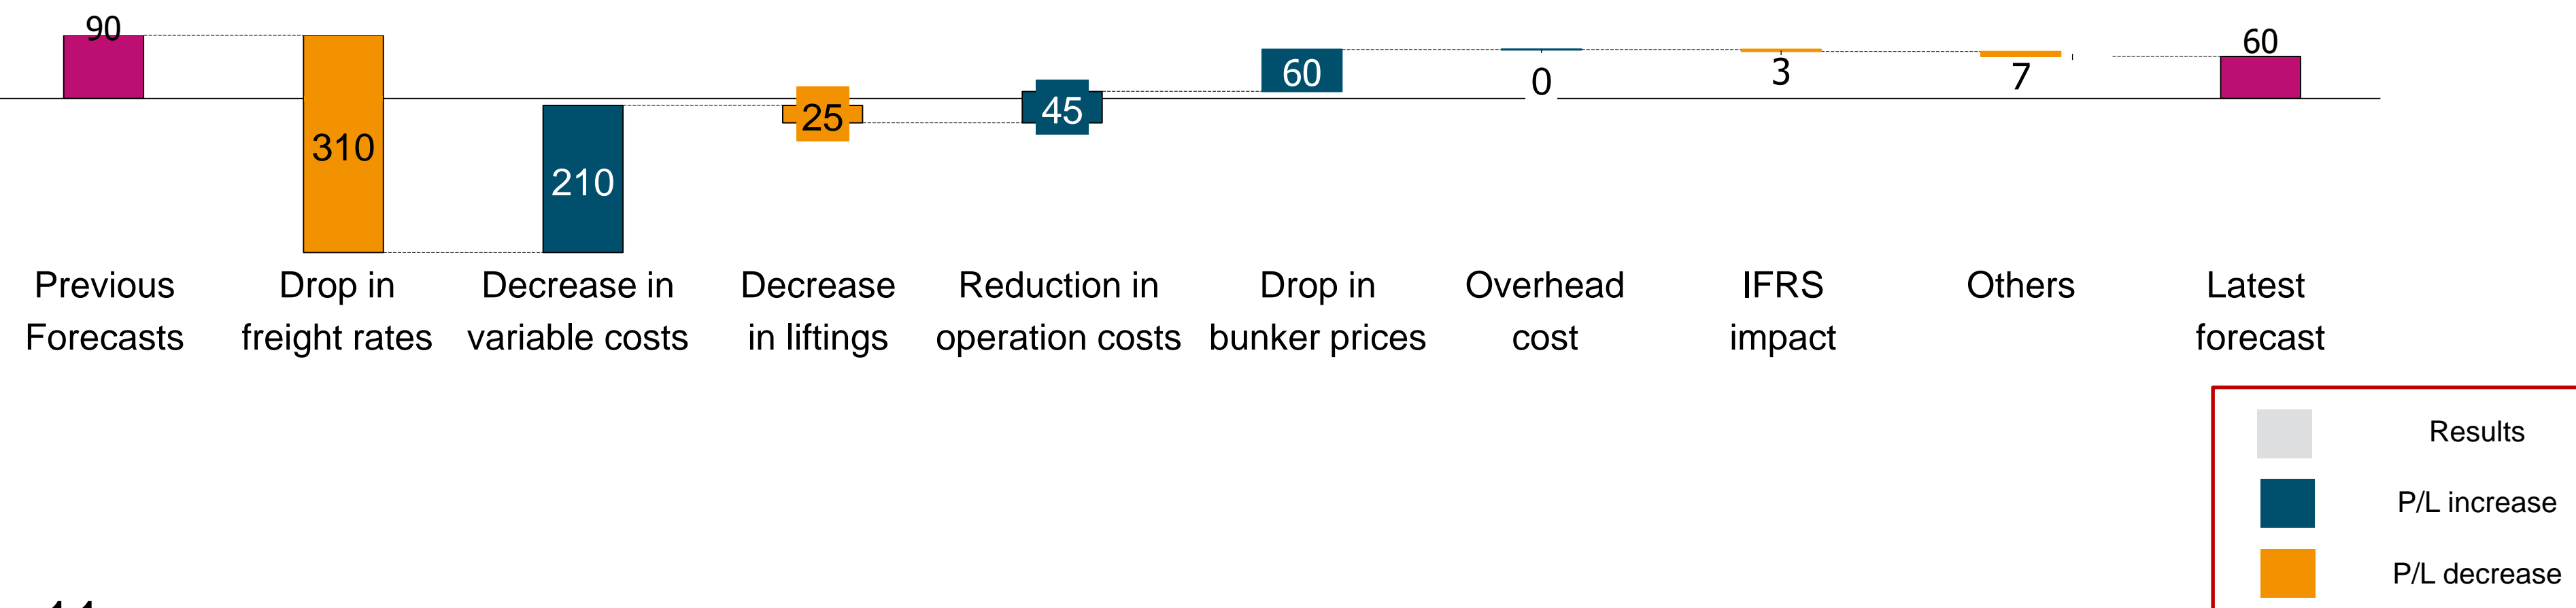 90
310
210
25
45
60
0
3
7
60
Previous
Forecasts
Drop in
freight rates
Decrease in
variable costs
Decrease
in liftings
Reduction in
operation costs
Drop in
bunker prices
Overhead
cost
IFRS
impact
Others
Latest
forecast
Results
P/L increase
P/L decrease